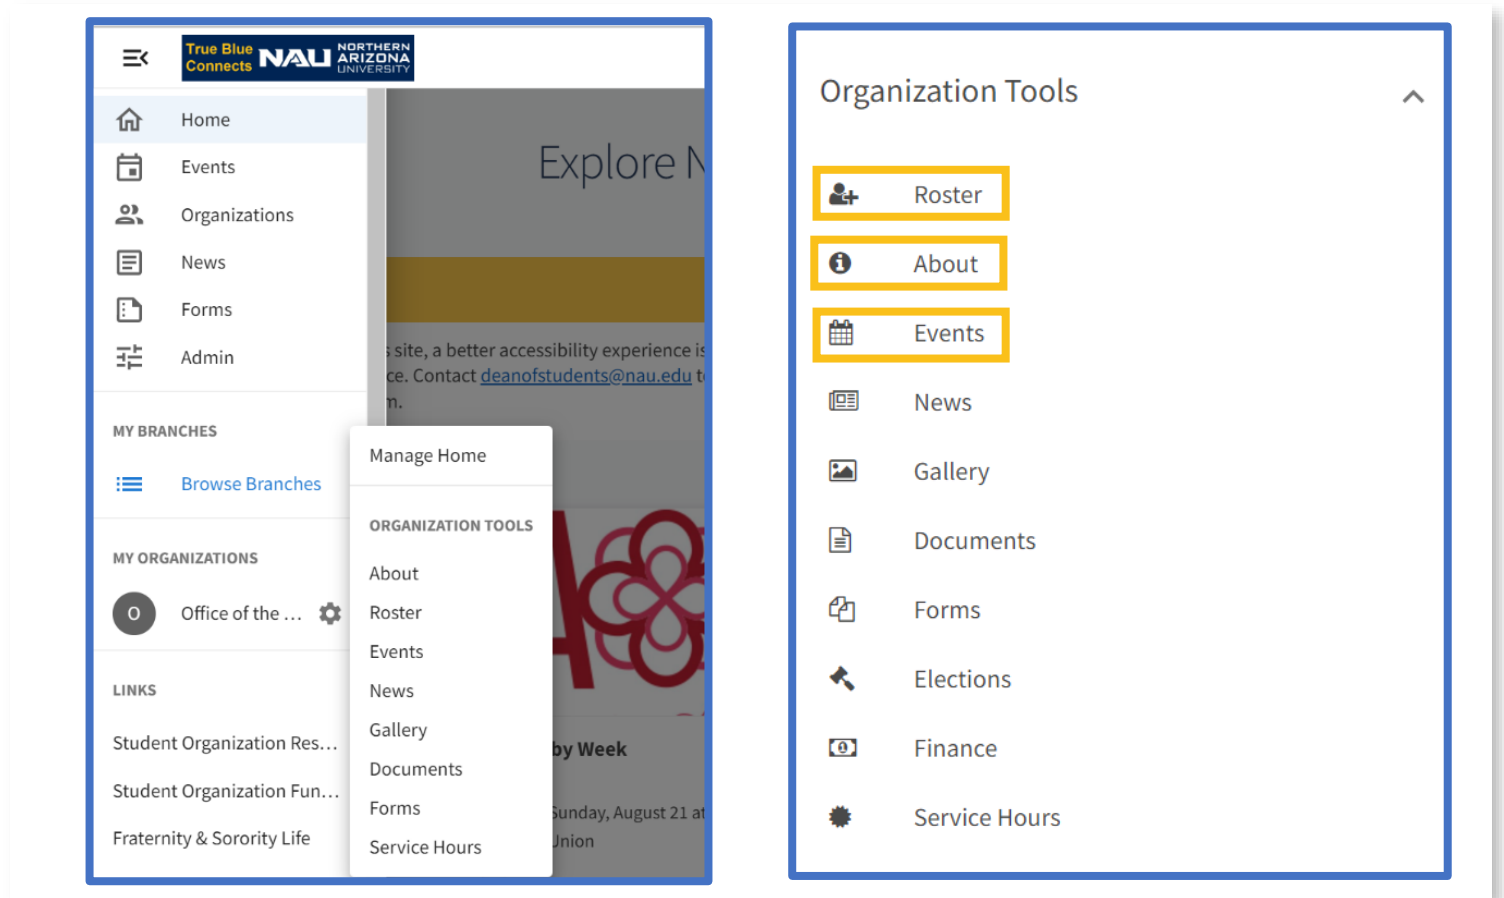 True Blue
Connects
NAU
NORTHERN
ARIZONA
UNIVERSITY
Home
Events
Organizations
News
Forms
Admin
MY BRANCHES
Browse Branches
MY ORGANIZATIONS
O
Office of the ...
LINKS
Student Organization Res...
Student Organization Fun...
Fraternity & Sorority Life
Explore N
site, a better accessibility experience is
ce. Contact deanofstudents@nau.edu t
m.
Manage Home
ORGANIZATION TOOLS
About
Roster
Events
News
Gallery
Documents
Forms
Service Hours
by Week
Sunday, August 21 at
Union
Organization Tools
Roster
About
Events
News
Gallery
Documents
Forms
Elections
Finance
Service Hours